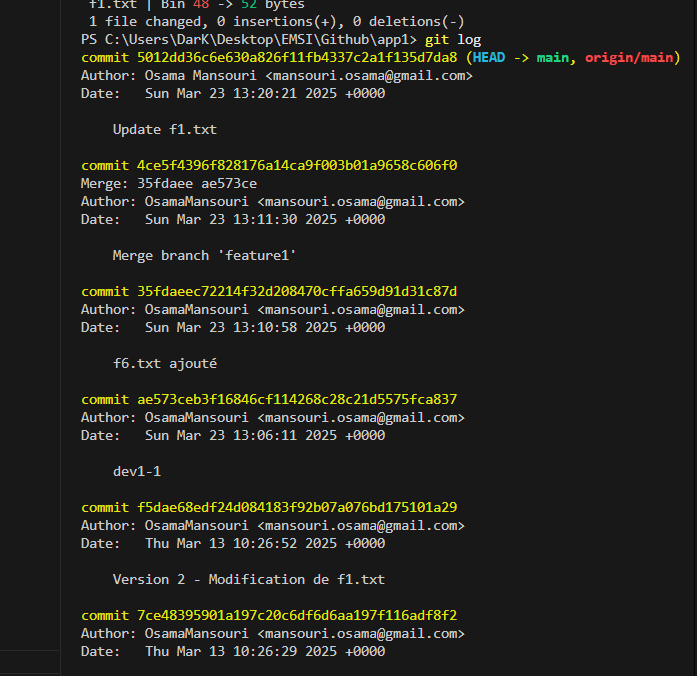 f1.txt | Bin 48 -> 52 bytes
1 file changed, 0 insertions(+), 0 deletions(-)
PS C:\Users\DarK\Desktop\EMSI\Github\app1> git log
commit 5012dd36c6e630a826f11fb4337c2a1f135d7da8 (HEAD -> main, origin/main)
Author: Osama Mansouri <mansouri.osama@gmail.com>
Date:   Sun Mar 23 13:20:21 2025 +0000
Update f1.txt
commit 4ce5f4396f828176a14ca9f003b01a9658c606f0
Merge: 35fdaee ae573ce
Author: OsamaMansouri <mansouri.osama@gmail.com>
Date:   Sun Mar 23 13:11:30 2025 +0000
Merge branch 'feature1'
commit 35fdaeec72214f32d208470cffa659d91d31c87d
Author: OsamaMansouri <mansouri.osama@gmail.com>
Date:   Sun Mar 23 13:10:58 2025 +0000
f6.txt ajouté
commit ae573ceb3f16846cf114268c28c21d5575fca837
Author: OsamaMansouri <mansouri.osama@gmail.com>
Date:   Sun Mar 23 13:06:11 2025 +0000
dev1-1
commit f5dae68edf24d084183f92b07a076bd175101a29
Author: OsamaMansouri <mansouri.osama@gmail.com>
Date:   Thu Mar 13 10:26:52 2025 +0000
Version 2 - Modification de f1.txt
commit 7ce48395901a197c20c6df6d6aa197f116adf8f2
Author: OsamaMansouri <mansouri.osama@gmail.com>
Date:   Thu Mar 13 10:26:29 2025 +0000